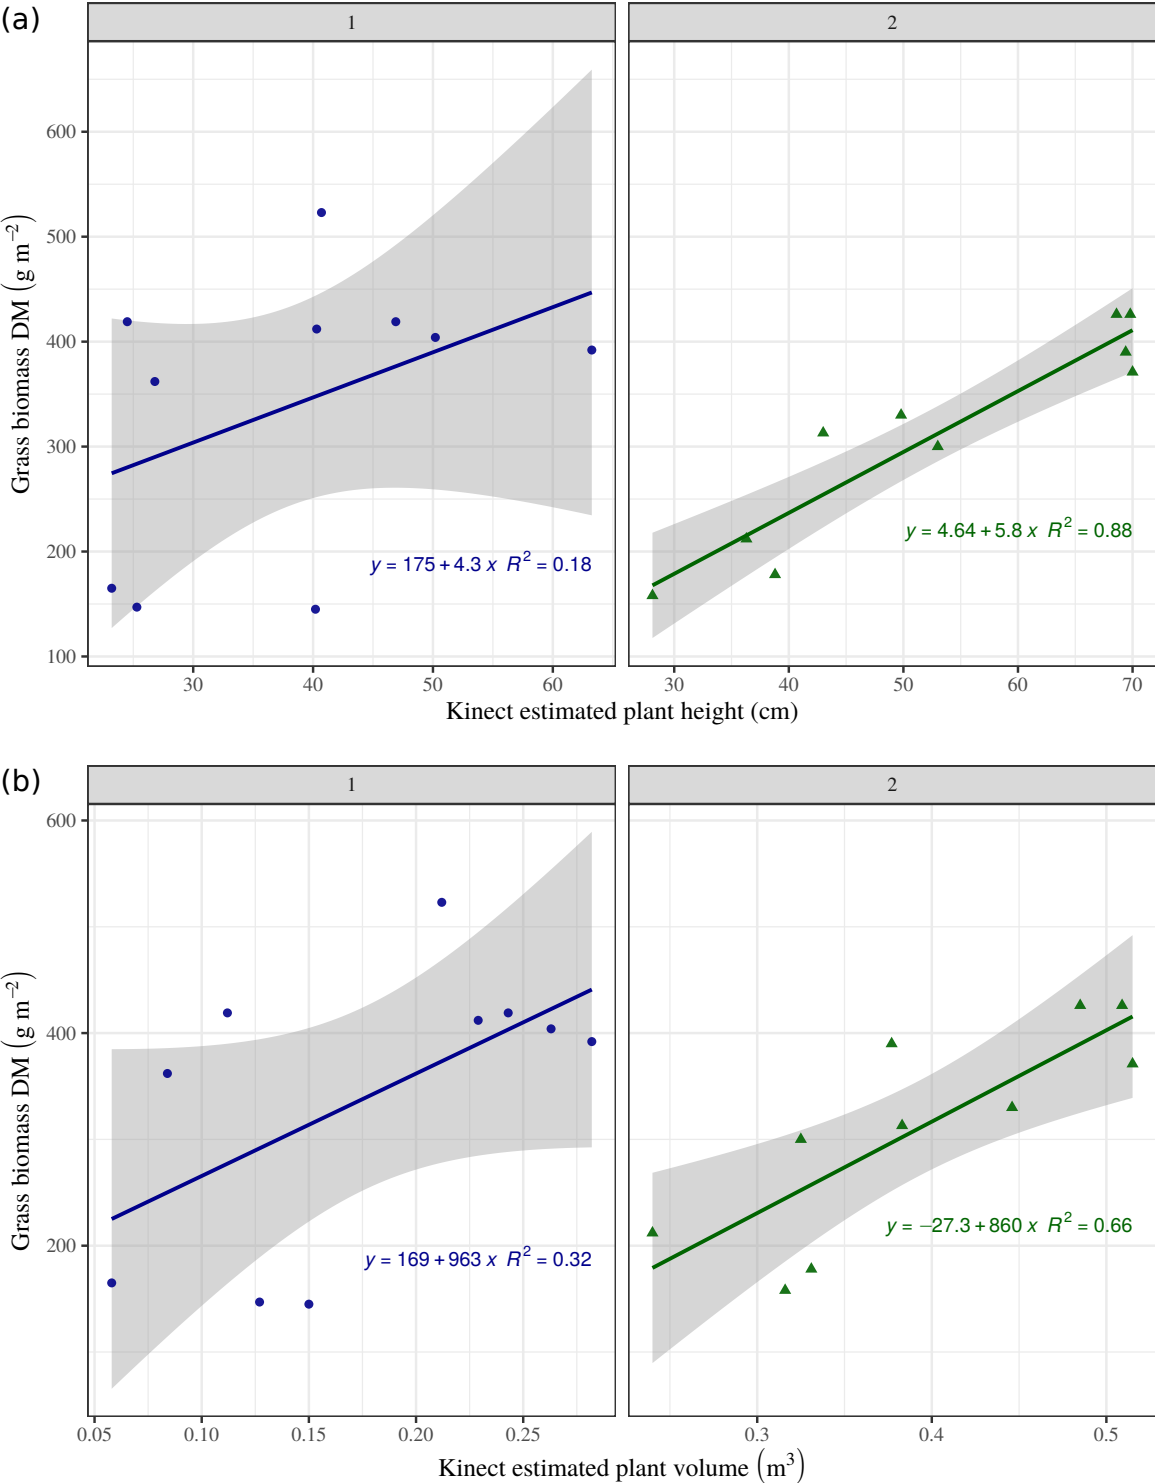 (a)
1
2
600
500
400
300
200
100
Grass biomass DM (g m⁻²)
y = 175 + 4.3 x R² = 0.18
y = 4.64 + 5.8 x R² = 0.88
30 40 50 60
30 40 50 60 70
Kinect estimated plant height (cm)
(b)
1
2
600
400
200
Grass biomass DM (g m⁻²)
y = 169 + 963 x R² = 0.32
y = −27.3 + 860 x R² = 0.66
0.05 0.10 0.15 0.20 0.25
0.3 0.4 0.5
Kinect estimated plant volume (m³)